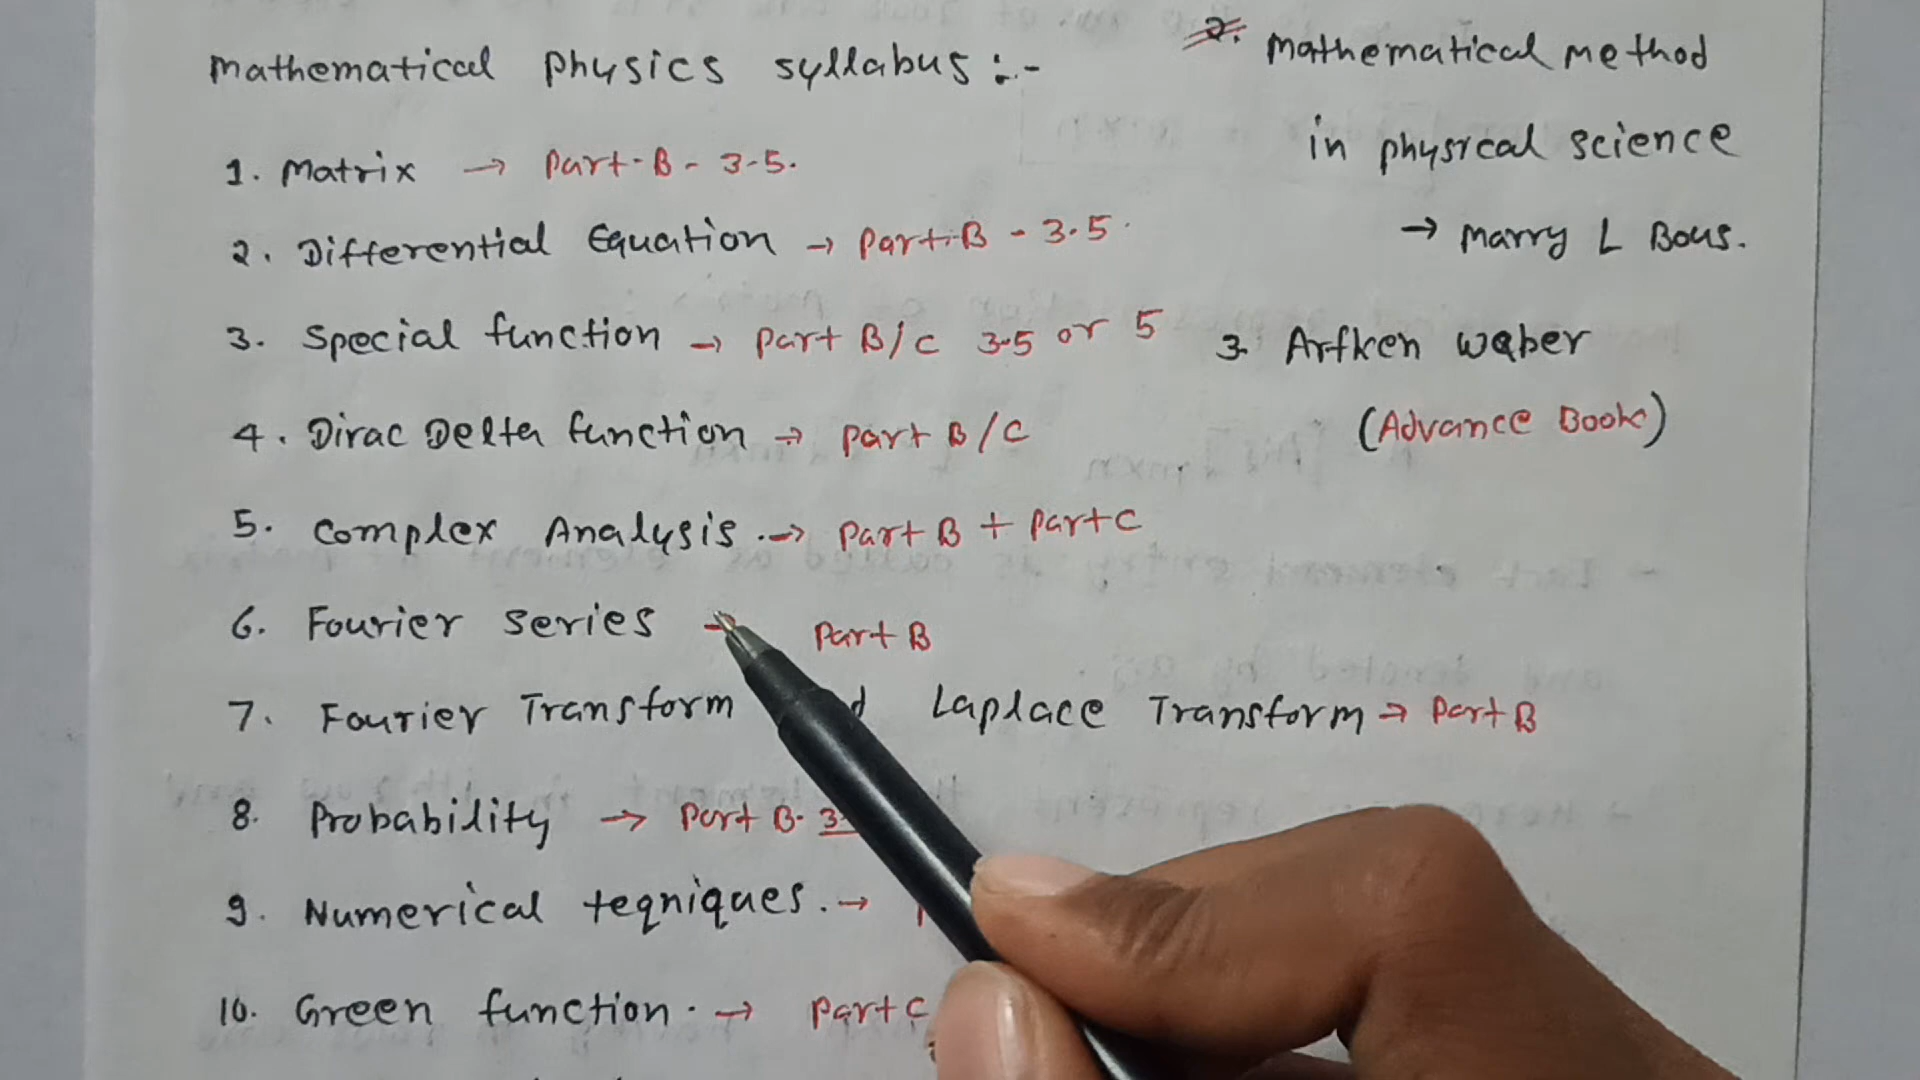 Mathematical Physics Syllabus :-
1. Matrix → Part-B - 3.5.
2. Differential Equation → Part-B - 3.5.
3. Special function → Part B/C 3.5 or 5
4. Dirac Delta function → Part B/C
5. Complex Analysis. → Part B + Part C
6. Fourier Series → Part B
7. Fourier Transform Laplace Transform → Part B
8. Probability → Part B. 3.
9. Numerical teqniques. →
10. Green function. → Part C
2. Mathematical Method
in physical science
→ Marry L Boas.
3. Arfken Waber
(Advance Book)